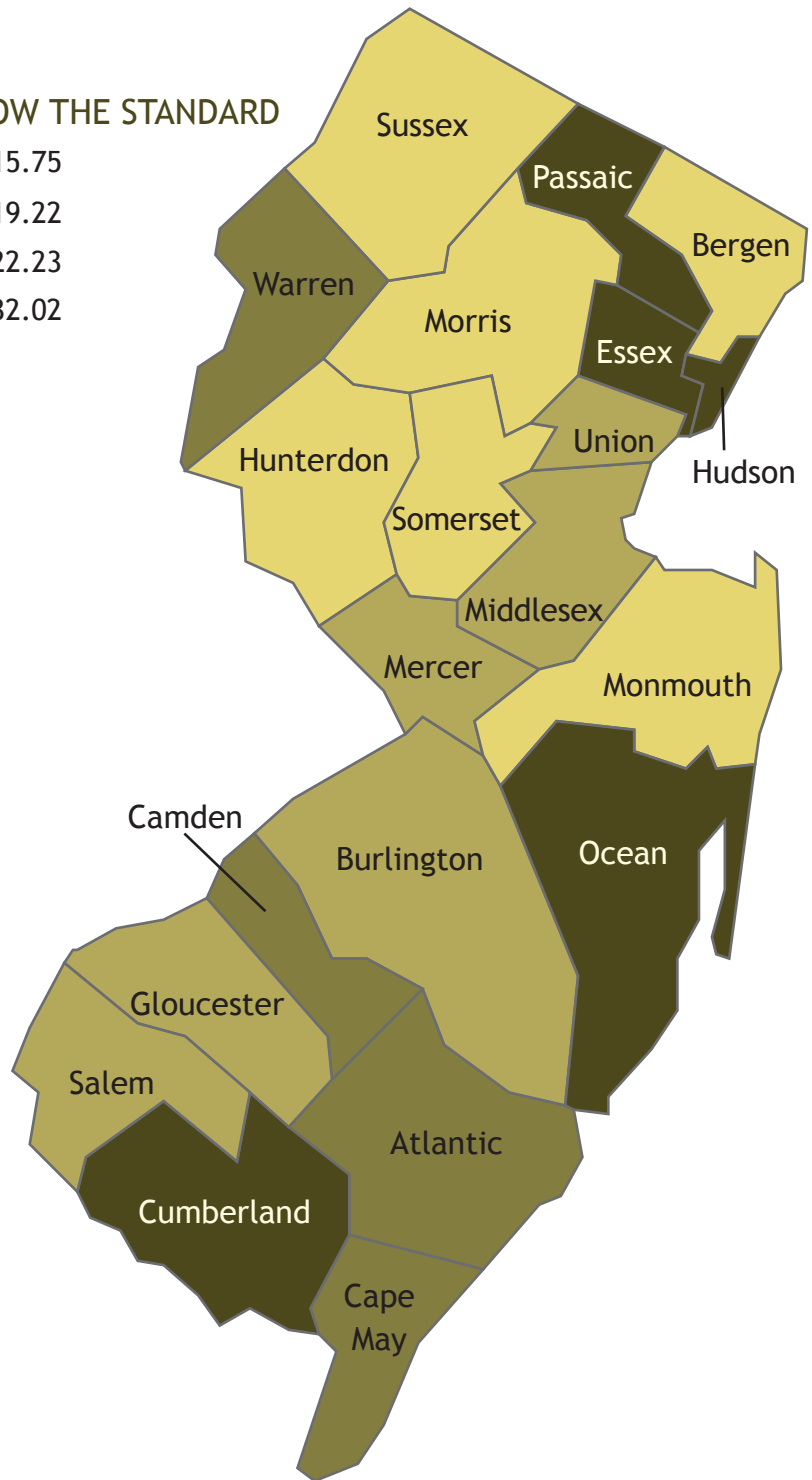 OW THE STANDARD
15.75
19.22
22.23
32.02
Sussex
Passaic
Bergen
Warren
Morris
Essex
Union
Hudson
Hunterdon
Somerset
Middlesex
Mercer
Monmouth
Camden
Burlington
Ocean
Gloucester
Salem
Atlantic
Cumberland
Cape
May